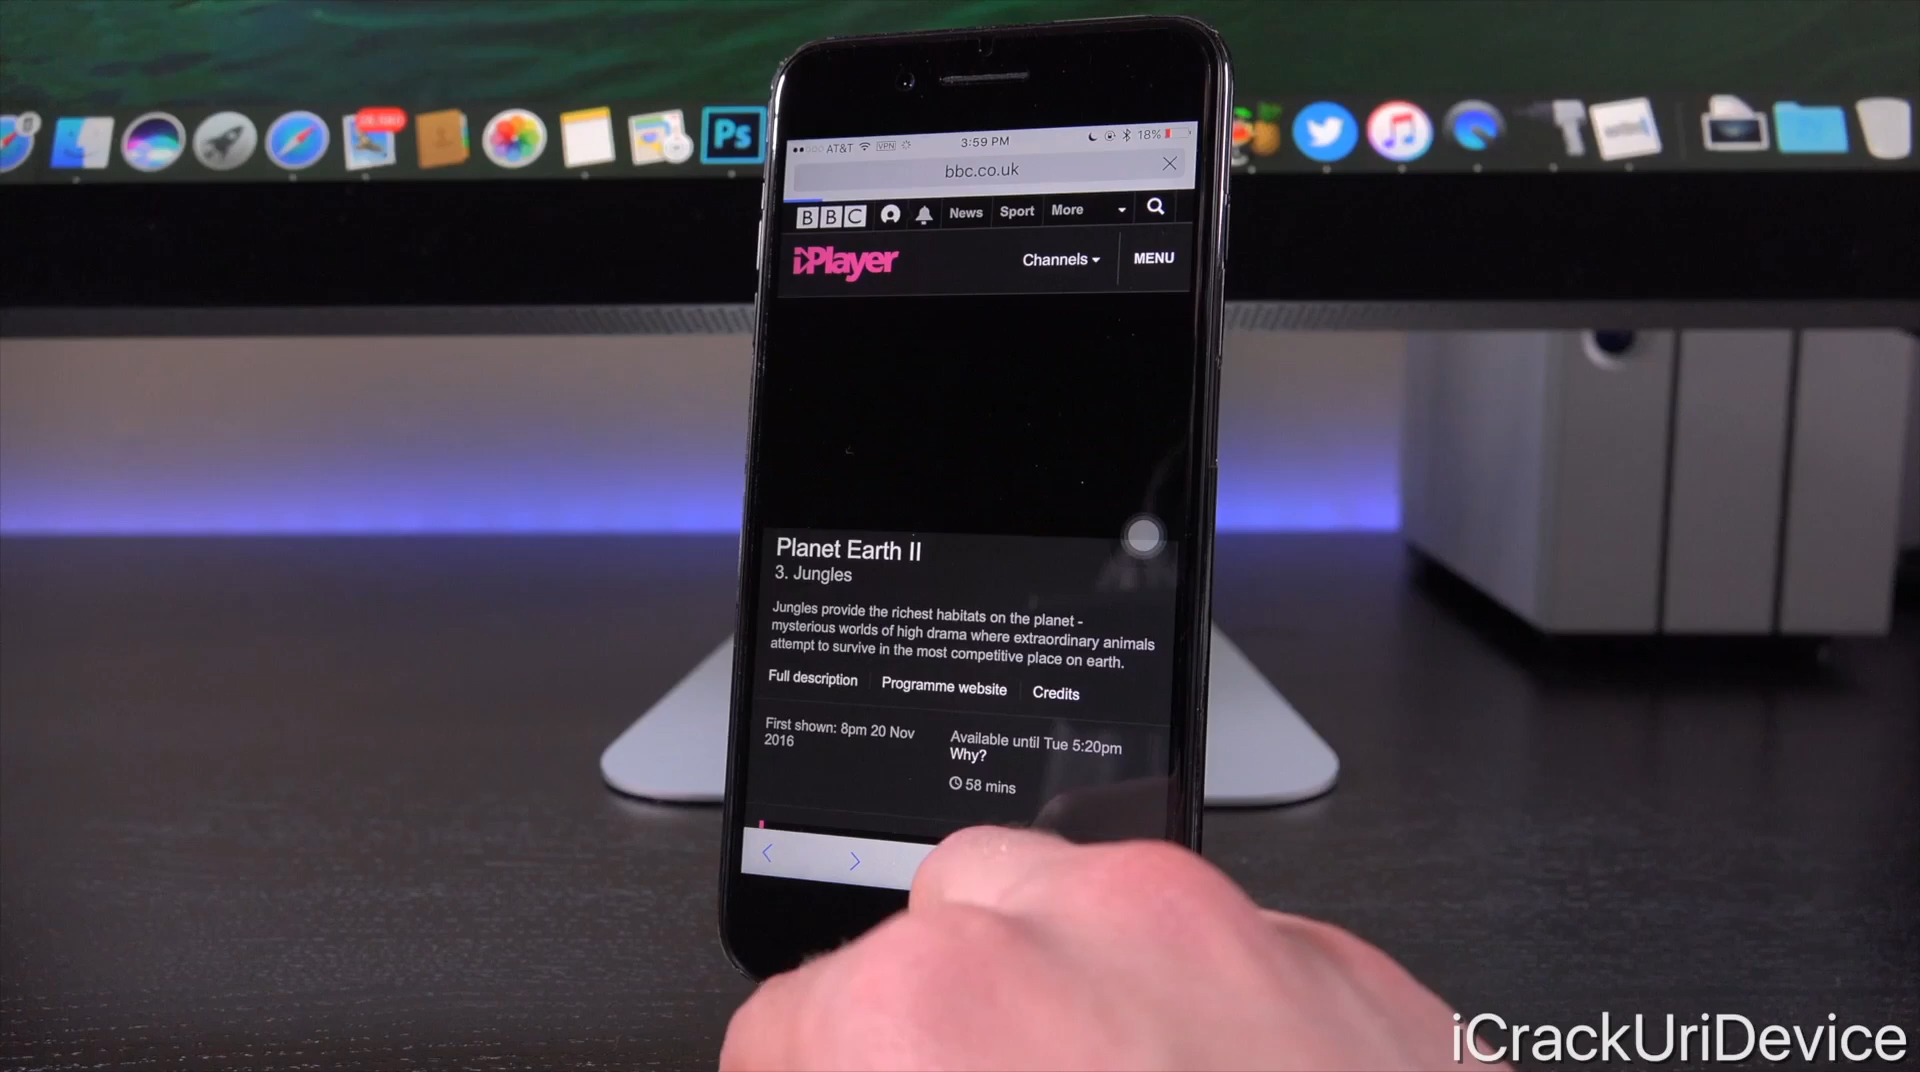 Ps
AT&T VPN 3:59 PM 18%
bbc.co.uk
BBC News Sport More
iPlayer Channels MENU
Planet Earth II
3. Jungles
Jungles provide the richest habitats on the planet -
mysterious worlds of high drama where extraordinary animals
attempt to survive in the most competitive place on earth.
Full description Programme website Credits
First shown: 8pm 20 Nov
2016
Available until Tue 5:20pm
Why?
58 mins
iCrackUriDevice